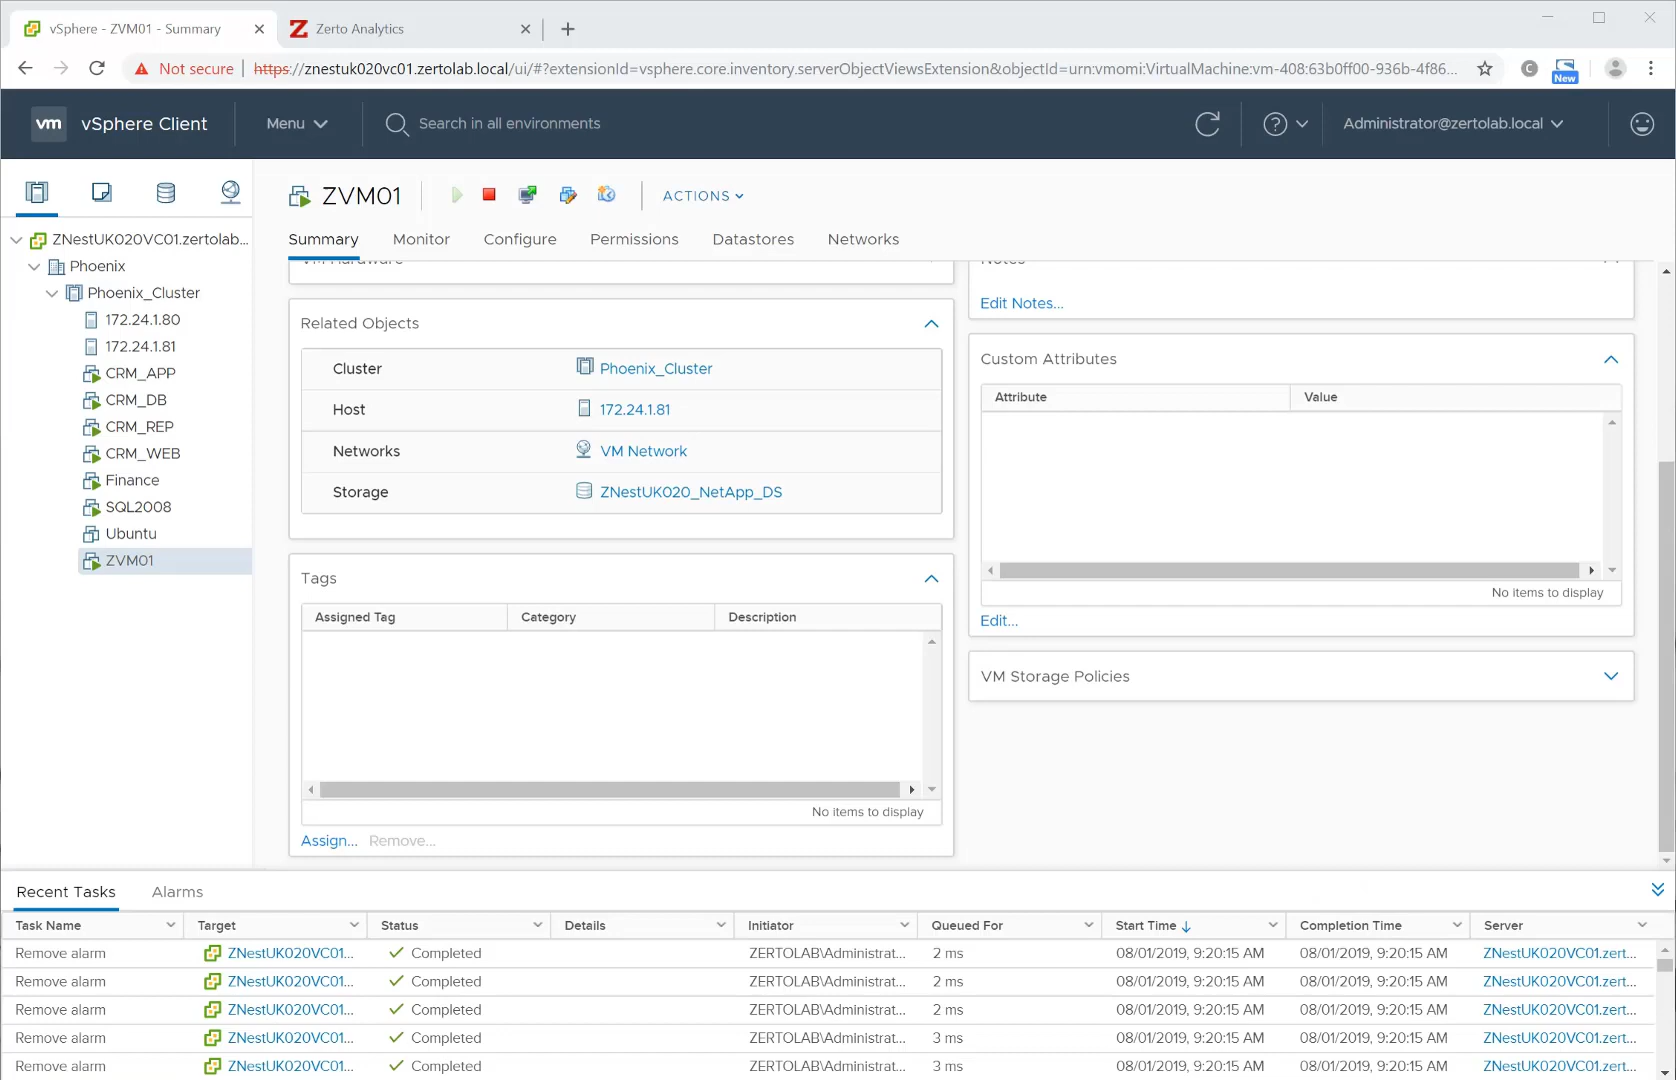 vSphere - ZVM01 - Summary
Zerto Analytics
Not secure
https://znestuk020vc01.zertolab.local/ui/#?extensionId=vsphere.core.inventory.serverObjectViewsExtension&objectId=urn:vmomi:VirtualMachine:vm-408:63b0ff00-936b-4f86...
C
New
vm
vSphere Client
Menu
Search in all environments
Administrator@zertolab.local
ZVM01
ACTIONS
Summary
Monitor
Configure
Permissions
Datastores
Networks
ZNestUK020VC01.zertolab...
Phoenix
Phoenix_Cluster
172.24.1.80
172.24.1.81
CRM_APP
CRM_DB
CRM_REP
CRM_WEB
Finance
SQL2008
Ubuntu
ZVM01
VM Hardware
Related Objects
Cluster Phoenix_Cluster
Host 172.24.1.81
Networks VM Network
Storage ZNestUK020_NetApp_DS
Tags
Assigned Tag Category Description
No items to display
Assign... Remove...
Notes
Edit Notes...
Custom Attributes
Attribute Value
No items to display
Edit...
VM Storage Policies
Recent Tasks Alarms
Task Name Target Status Details Initiator Queued For Start Time Completion Time Server
Remove alarm ZNestUK020VC01... Completed ZERTOLAB\Administrat... 2 ms 08/01/2019, 9:20:15 AM 08/01/2019, 9:20:15 AM ZNestUK020VC01.zert...
Remove alarm ZNestUK020VC01... Completed ZERTOLAB\Administrat... 2 ms 08/01/2019, 9:20:15 AM 08/01/2019, 9:20:15 AM ZNestUK020VC01.zert...
Remove alarm ZNestUK020VC01... Completed ZERTOLAB\Administrat... 2 ms 08/01/2019, 9:20:15 AM 08/01/2019, 9:20:15 AM ZNestUK020VC01.zert...
Remove alarm ZNestUK020VC01... Completed ZERTOLAB\Administrat... 3 ms 08/01/2019, 9:20:15 AM 08/01/2019, 9:20:15 AM ZNestUK020VC01.zert...
Remove alarm ZNestUK020VC01... Completed ZERTOLAB\Administrat... 3 ms 08/01/2019, 9:20:15 AM 08/01/2019, 9:20:15 AM ZNestUK020VC01.zert...